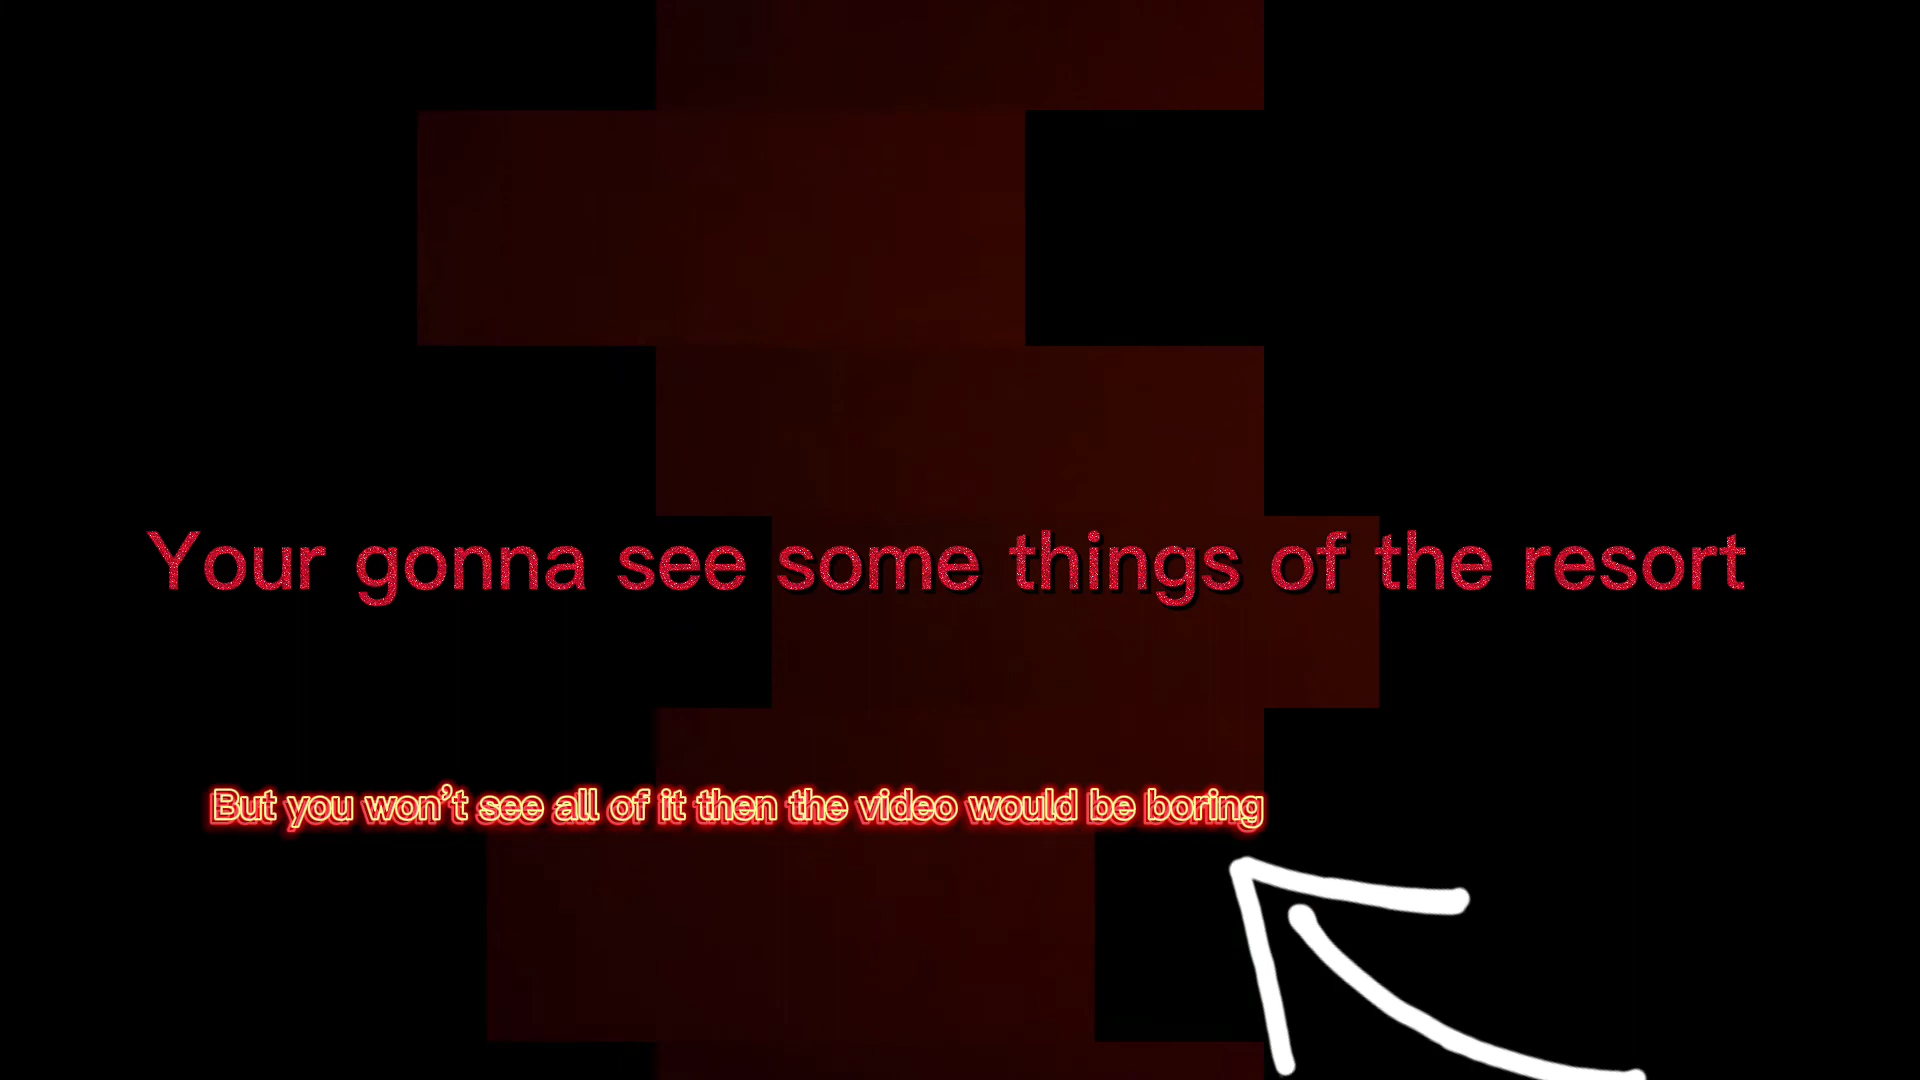 Your gonna see some things of the resort
But you won’t see all of it then the video would be boring